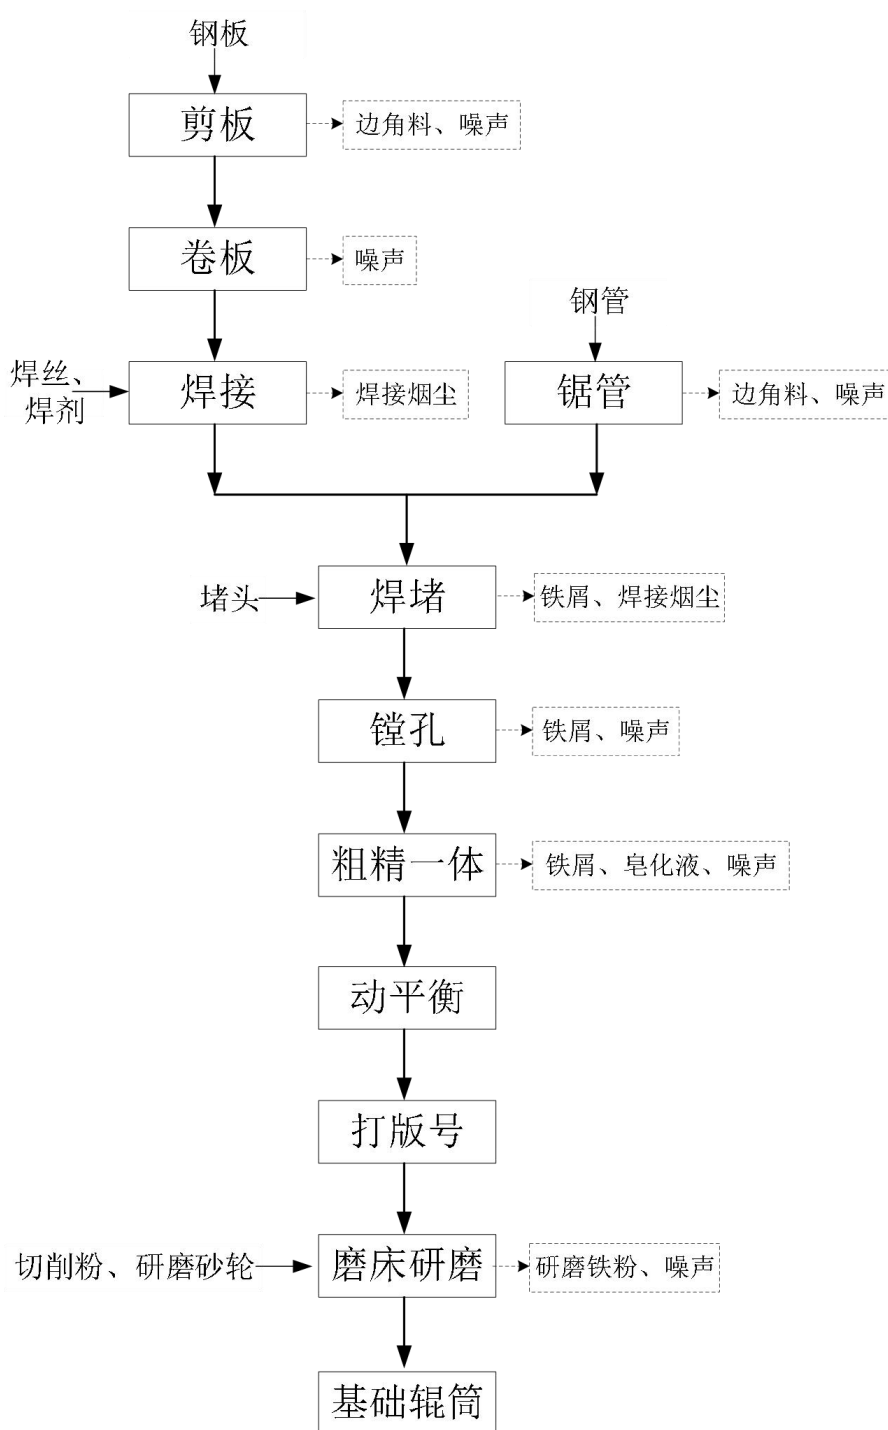 钢板
剪板
边角料、噪声
卷板
噪声
钢管
焊丝、
焊剂
焊接
焊接烟尘
锯管
边角料、噪声
堵头
焊堵
铁屑、焊接烟尘
镗孔
铁屑、噪声
粗精一体
铁屑、皂化液、噪声
动平衡
打版号
切削粉、研磨砂轮
磨床研磨
研磨铁粉、噪声
基础辊筒